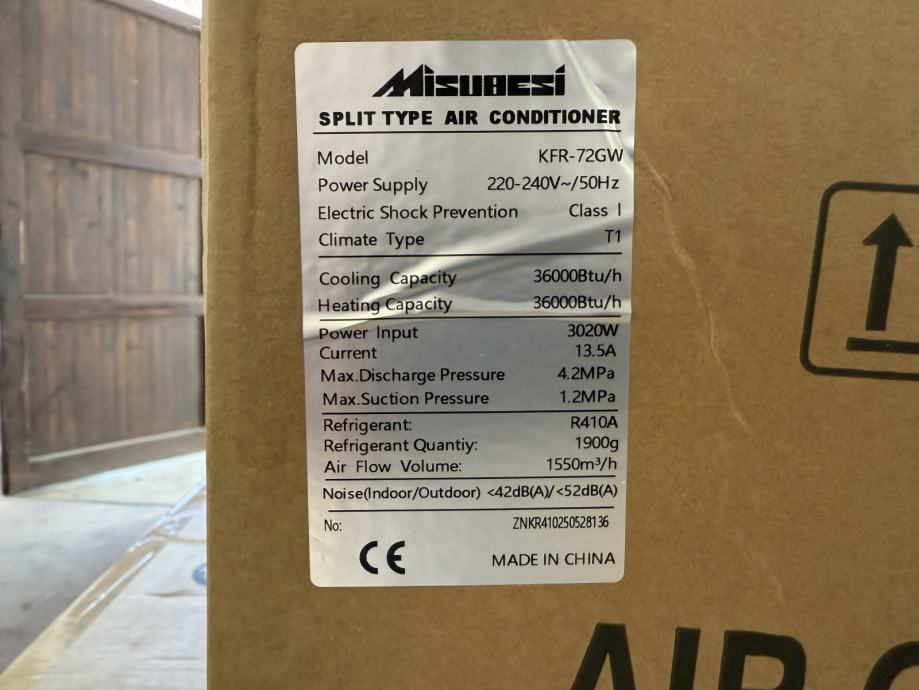 MISUBESI
SPLIT TYPE AIR CONDITIONER
Model KFR-72GW
Power Supply 220-240V~/50Hz
Electric Shock Prevention Class I
Climate Type T1
Cooling Capacity 36000Btu/h
Heating Capacity 36000Btu/h
Power Input 3020W
Current 13.5A
Max.Discharge Pressure 4.2MPa
Max.Suction Pressure 1.2MPa
Refrigerant: R410A
Refrigerant Quantiy: 1900g
Air Flow Volume: 1550m³/h
Noise(Indoor/Outdoor) <42dB(A)/<52dB(A)
No: ZNKR410250528136
CE MADE IN CHINA
AIR C